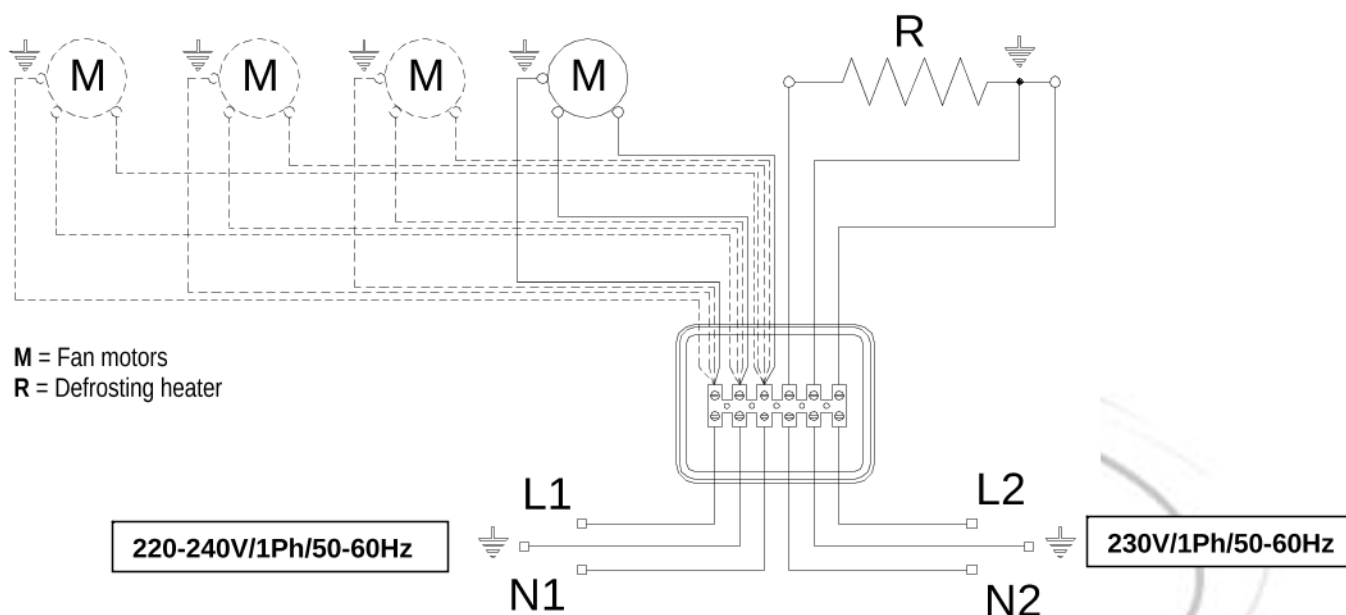 M M M M R
M = Fan motors
R = Defrosting heater
L1 L2
220-240V/1Ph/50-60Hz 230V/1Ph/50-60Hz
N1 N2